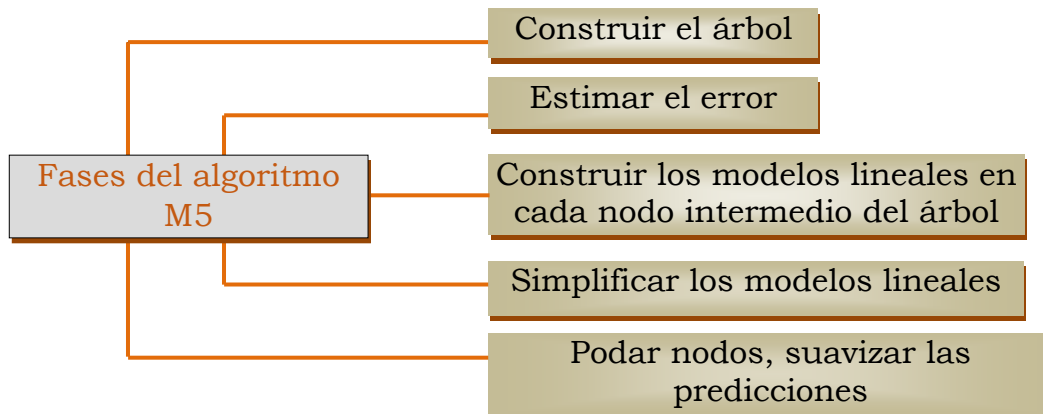 Construir el árbol
Estimar el error
Fases del algoritmo
M5
Construir los modelos lineales en
cada nodo intermedio del árbol
Simplificar los modelos lineales
Podar nodos, suavizar las
predicciones